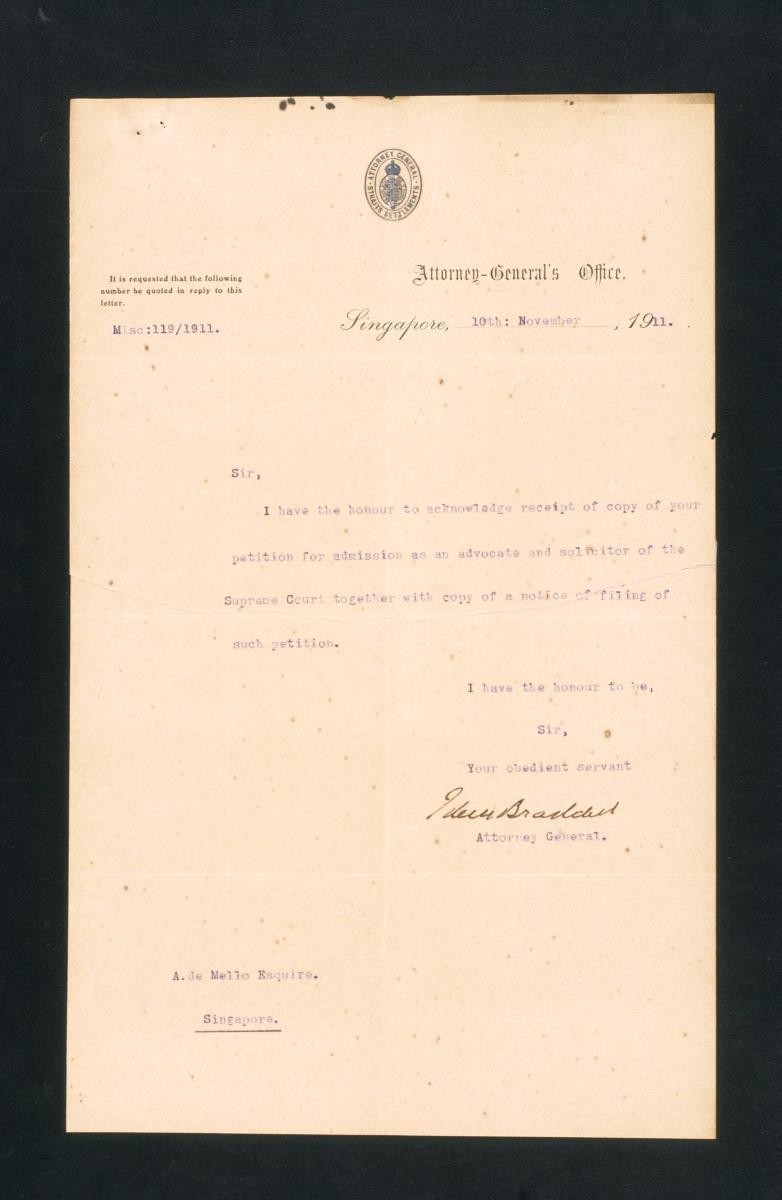 ATTORNEY GENERAL
STRAITS SETTLEMENTS
It is requested that the following
number be quoted in reply to this
letter.
Misc:119/1911.
Attorney-General's Office,
Singapore, 10th: November, 1911.
Sir,
I have the honour to acknowledge receipt of copy of your
petition for admission as an advocate and solicitor of the
Supreme Court together with copy of a notice of filing of
such petition.
I have the honour to be,
Sir,
Your obedient servant
Braddell
Attorney General.
A.de Mello Esquire.
Singapore.